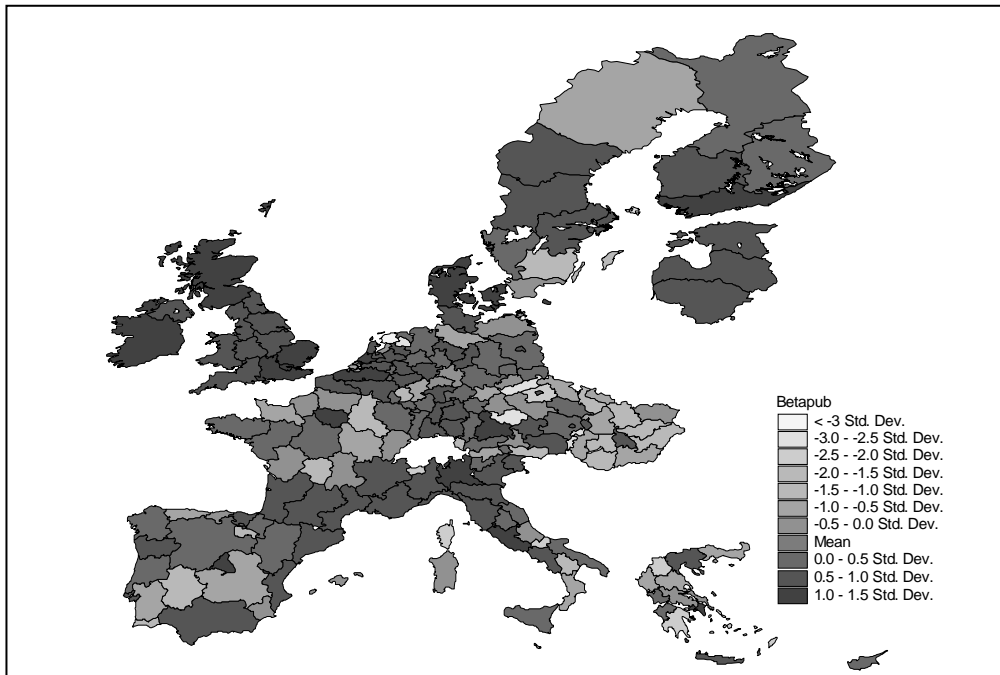 Betapub
< -3 Std. Dev.
-3.0 - -2.5 Std. Dev.
-2.5 - -2.0 Std. Dev.
-2.0 - -1.5 Std. Dev.
-1.5 - -1.0 Std. Dev.
-1.0 - -0.5 Std. Dev.
-0.5 - 0.0 Std. Dev.
Mean
0.0 - 0.5 Std. Dev.
0.5 - 1.0 Std. Dev.
1.0 - 1.5 Std. Dev.